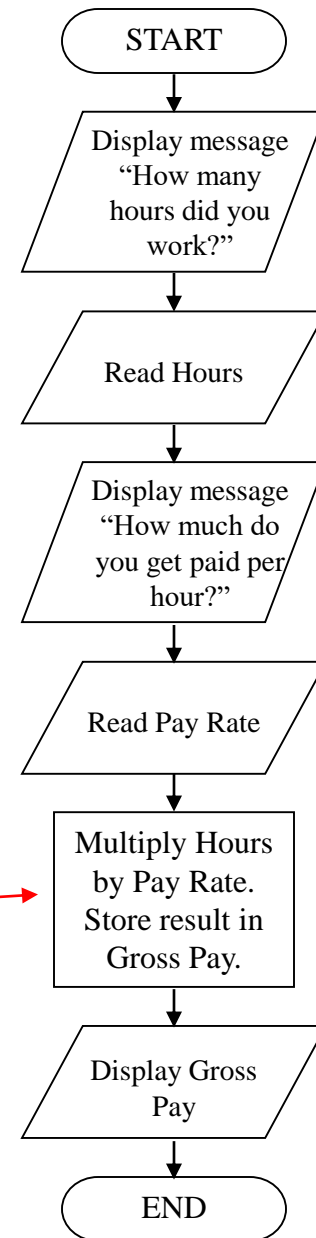 START
Display message
“How many
hours did you
work?”
Read Hours
Display message
“How much do
you get paid per
hour?”
Read Pay Rate
Multiply Hours
by Pay Rate.
Store result in
Gross Pay.
Display Gross
Pay
END